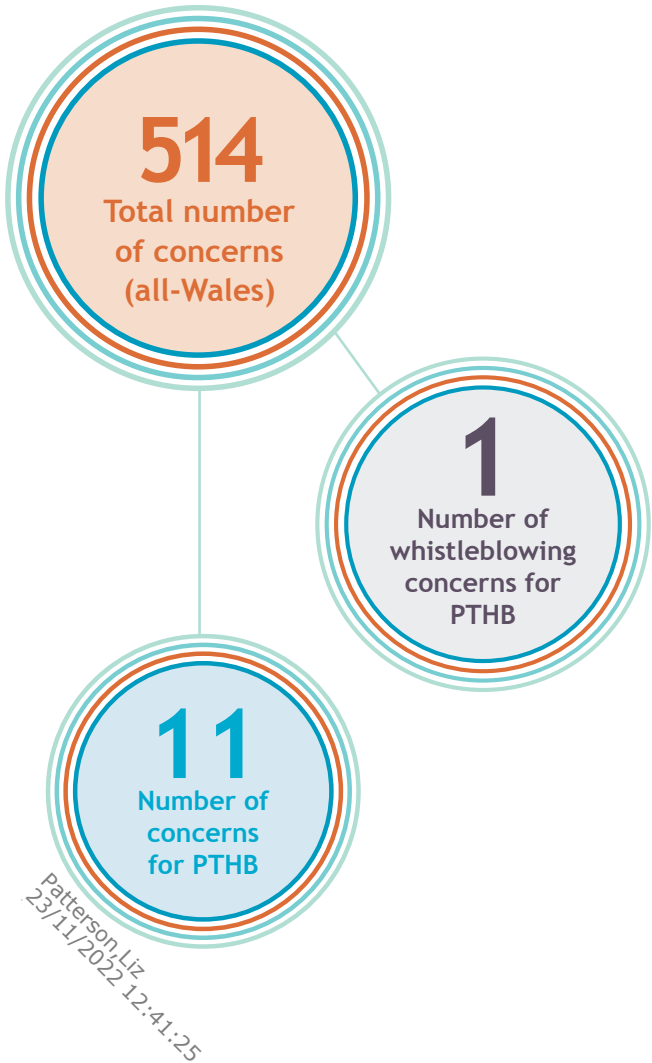 514
Total number
of concerns
(all-Wales)
1
Number of
whistleblowing
concerns for
PTHB
11
Number of
concerns
for PTHB
Patterson,Liz
23/11/2022 12:41:25